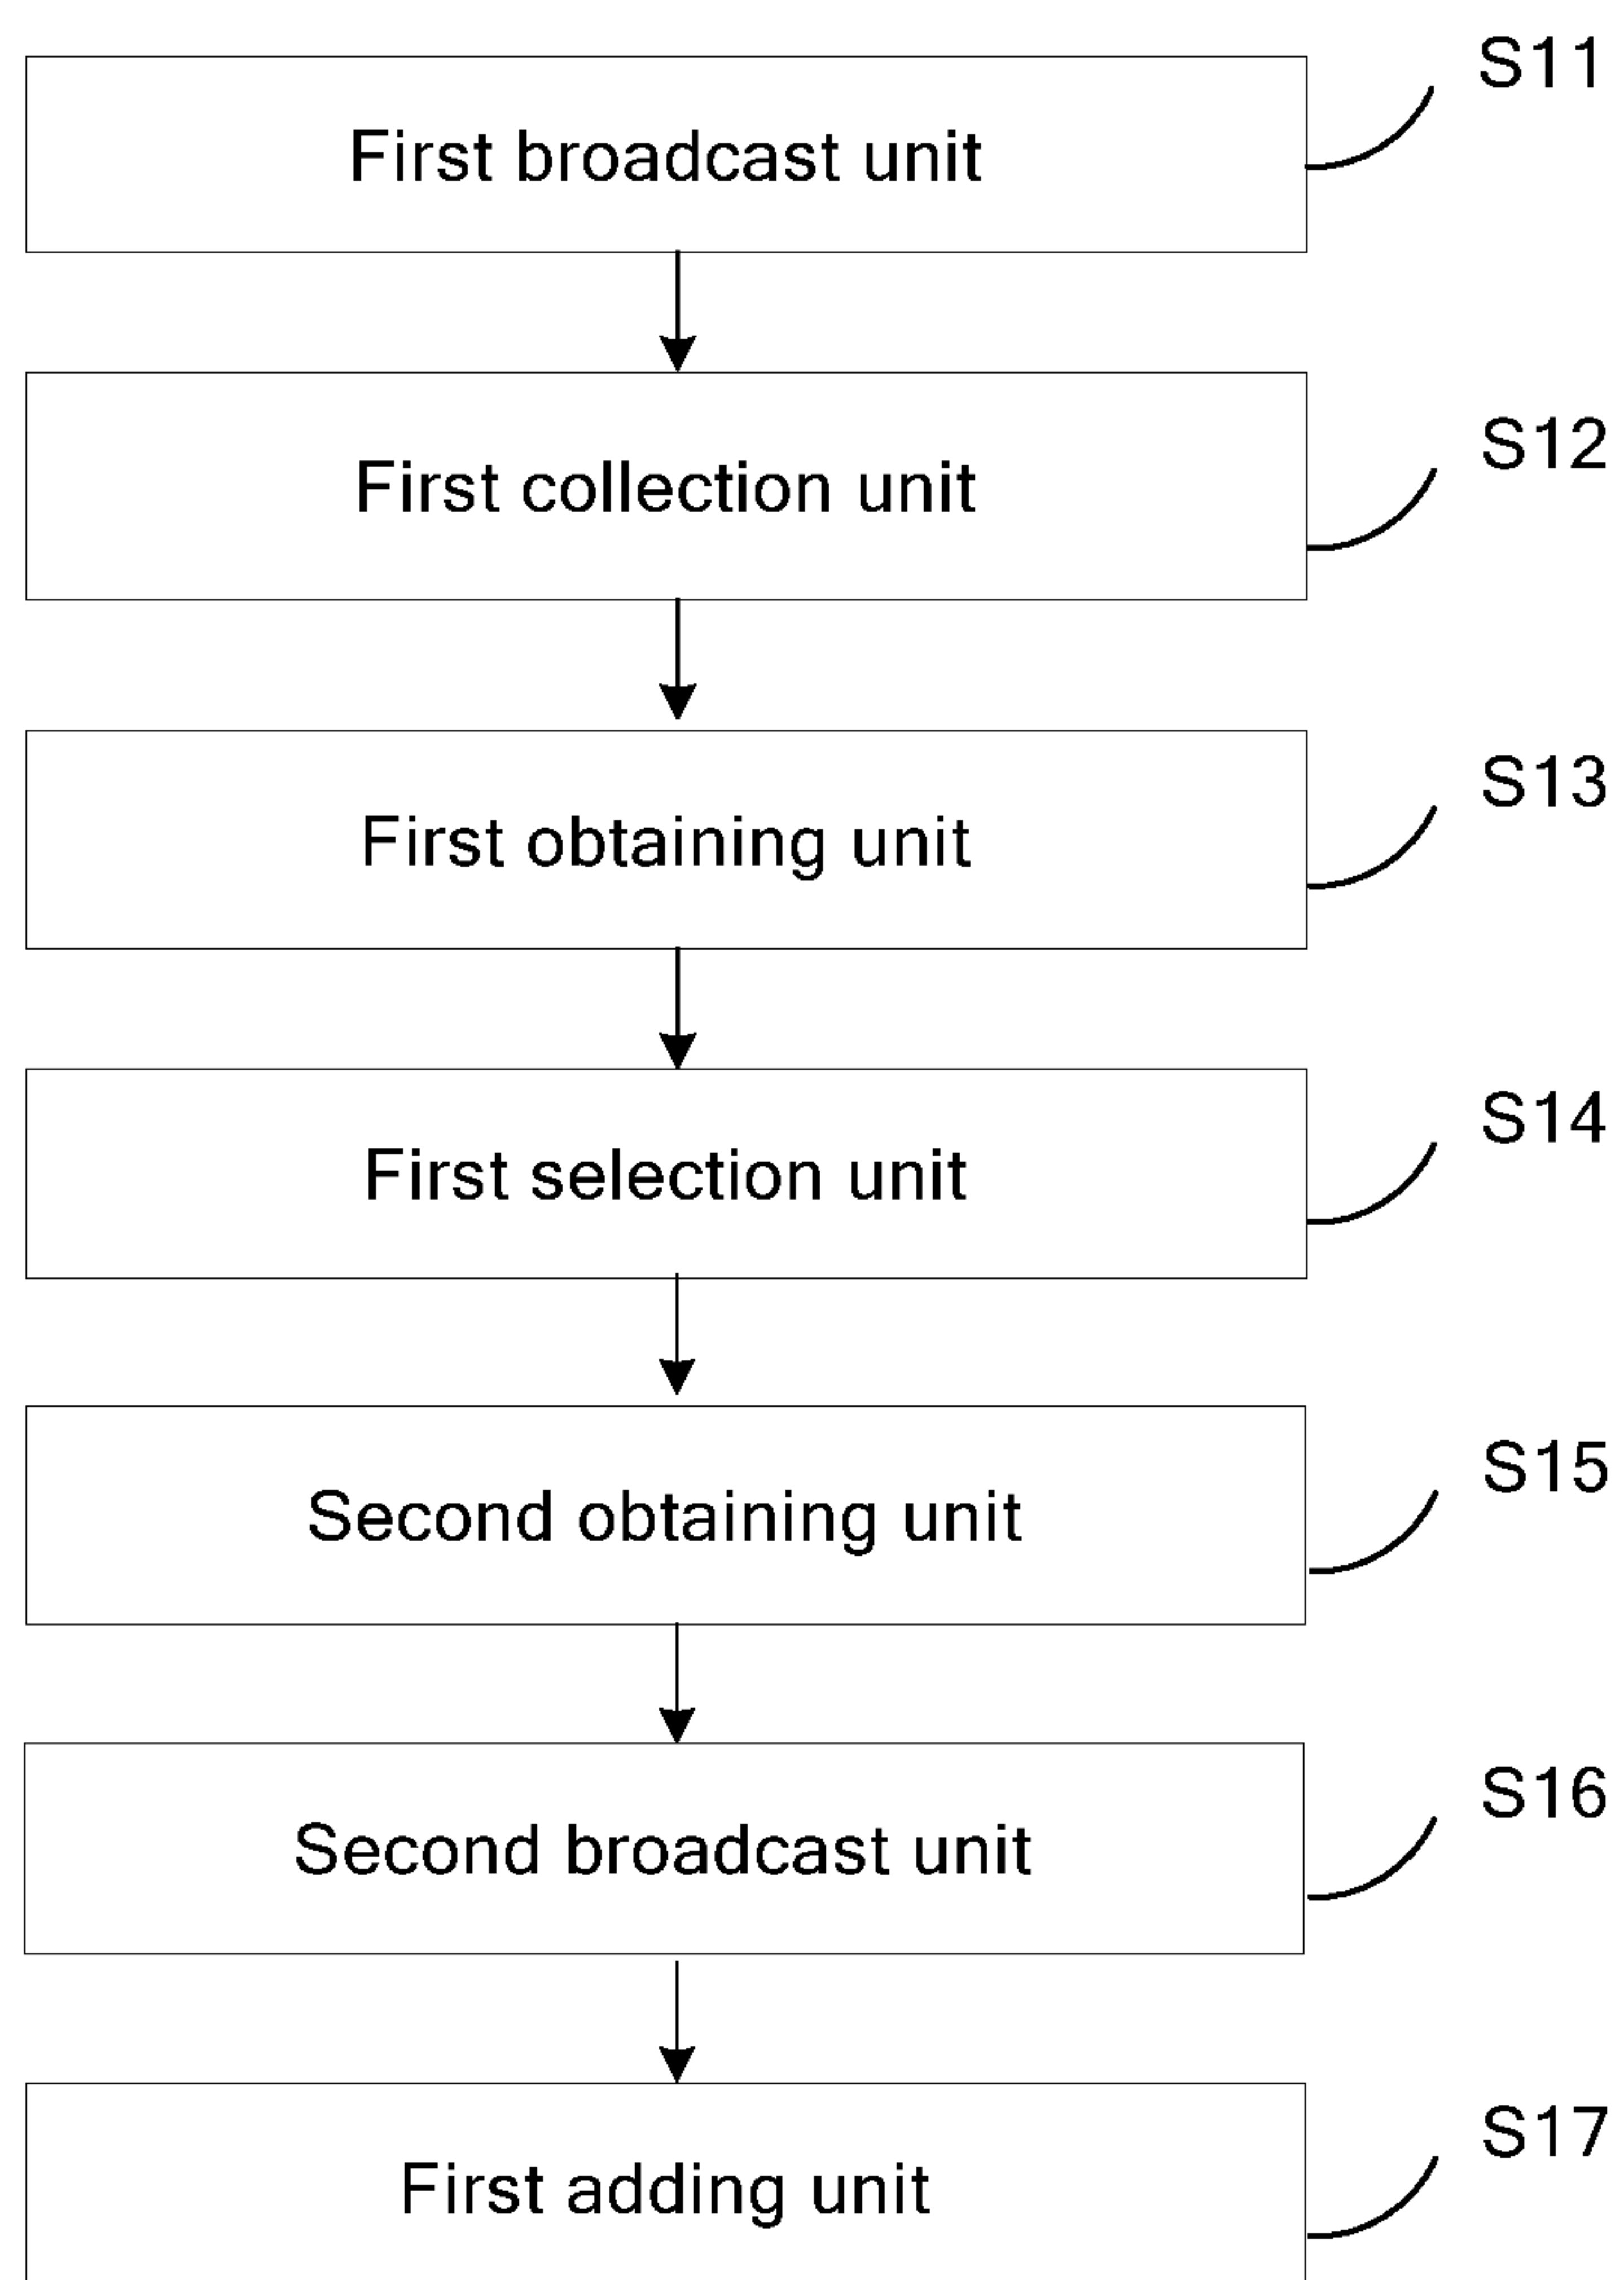 S11
First broadcast unit
S12
First collection unit
S13
First obtaining unit
S14
First selection unit
S15
Second obtaining unit
S16
Second broadcast unit
S17
First adding unit